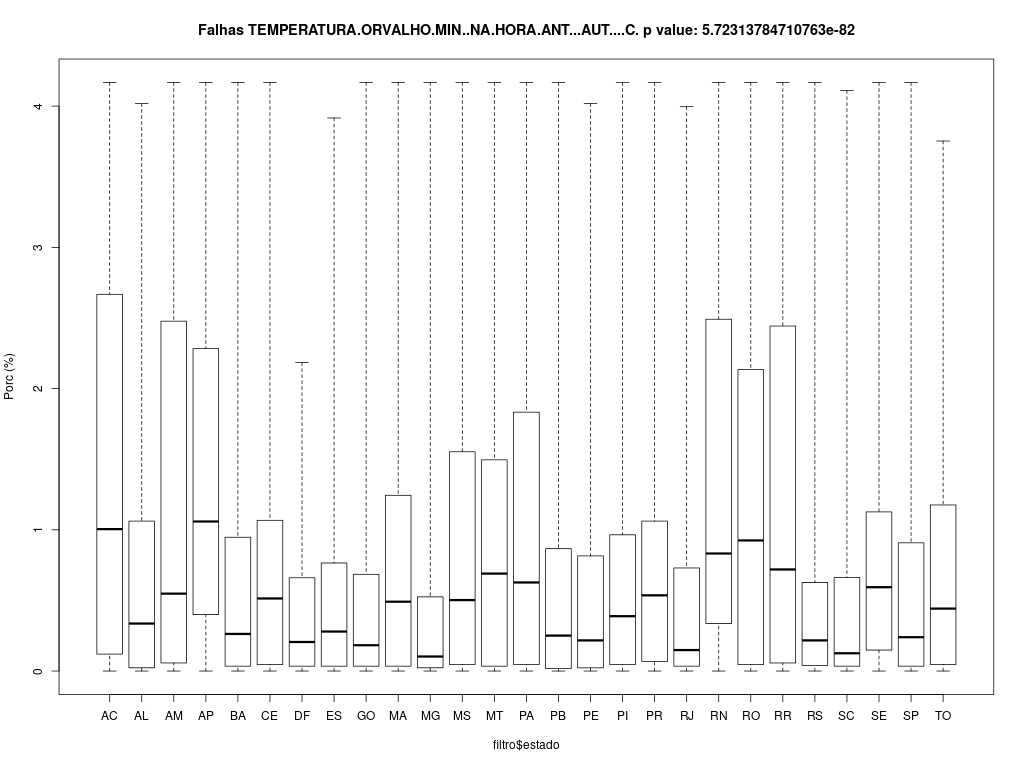 Falhas TEMPERATURA.ORVALHO.MIN..NA.HORA.ANT...AUT....C. p value: 5.72313784710763e-82
4
3
2
1
0
Porc (%)
AC AL AM AP BA CE DF ES GO MA MG MS MT PA PB PE PI PR RJ RN RO RR RS SC SE SP TO
filtro$estado